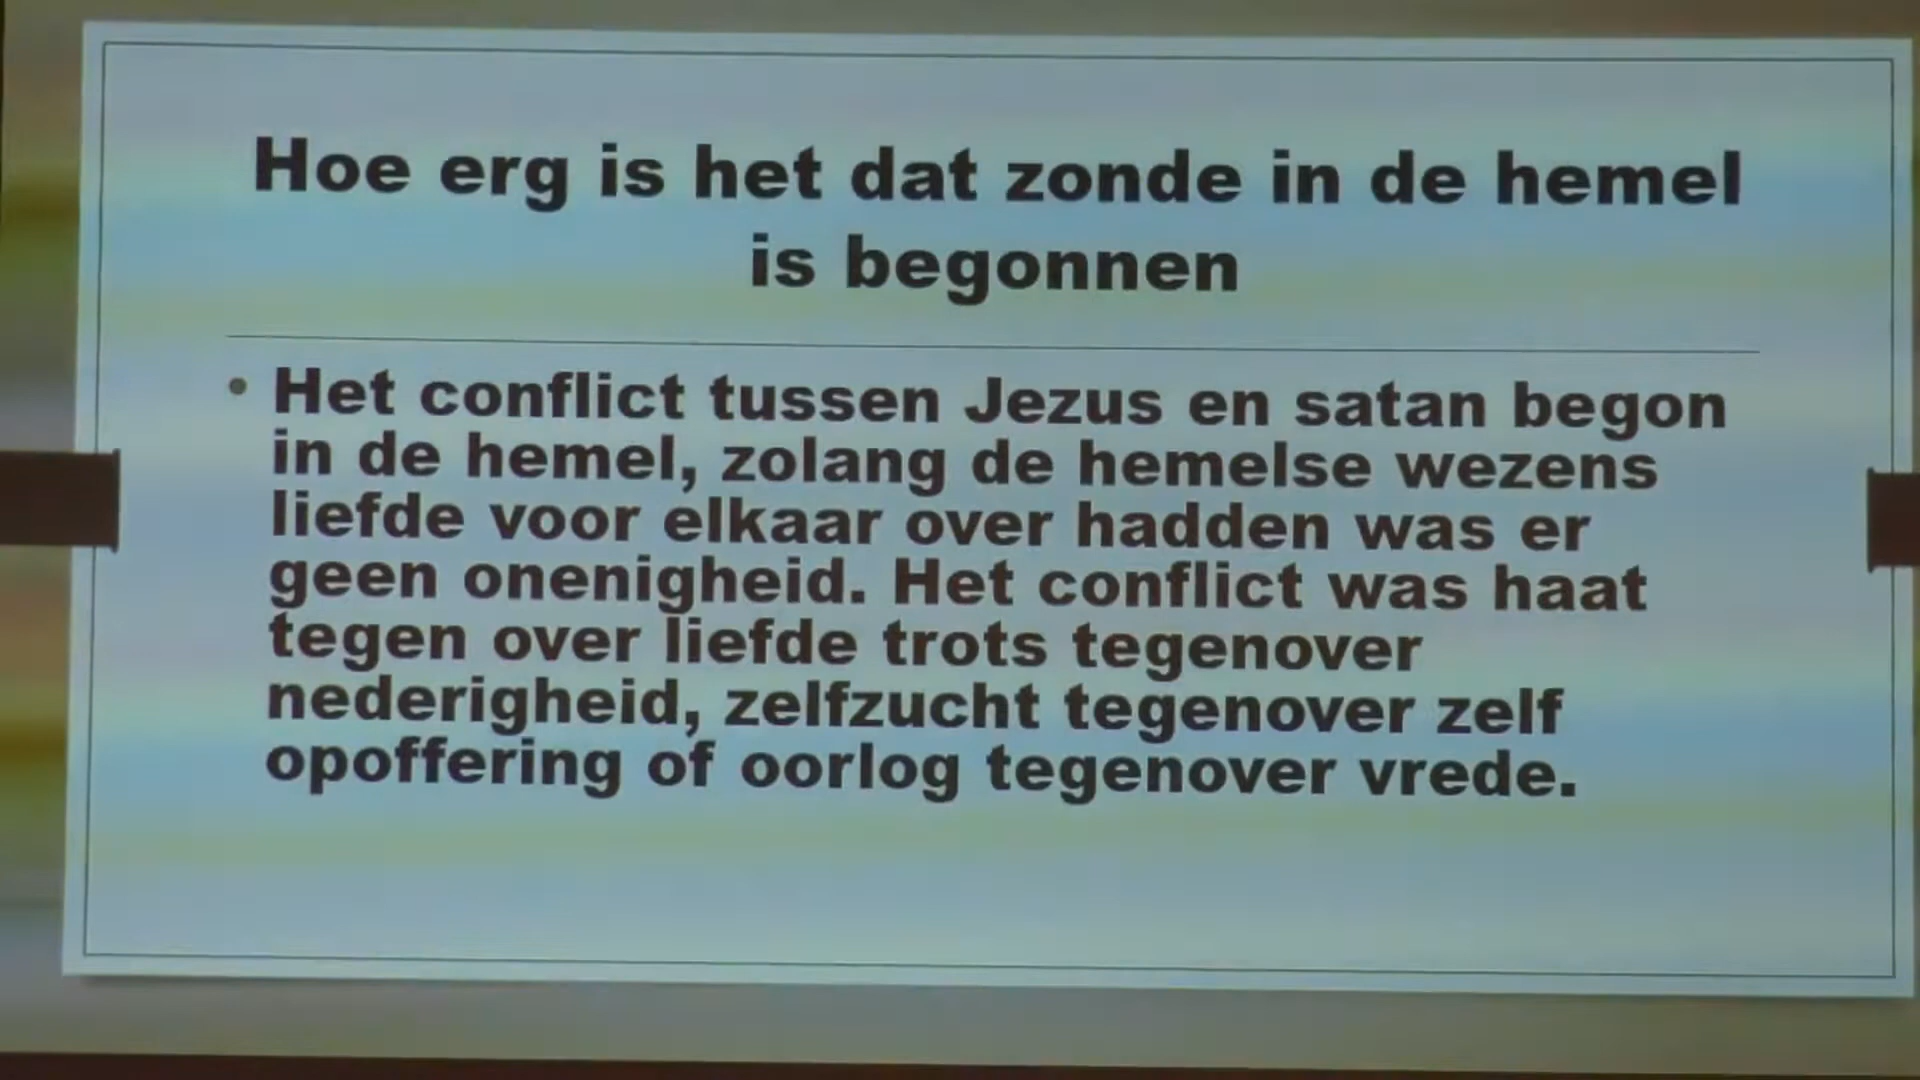 Hoe erg is het dat zonde in de hemel
is begonnen
• Het conflict tussen Jezus en satan begon
in de hemel, zolang de hemelse wezens
liefde voor elkaar over hadden was er
geen onenigheid. Het conflict was haat
tegen over liefde trots tegenover
nederigheid, zelfzucht tegenover zelf
opoffering of oorlog tegenover vrede.